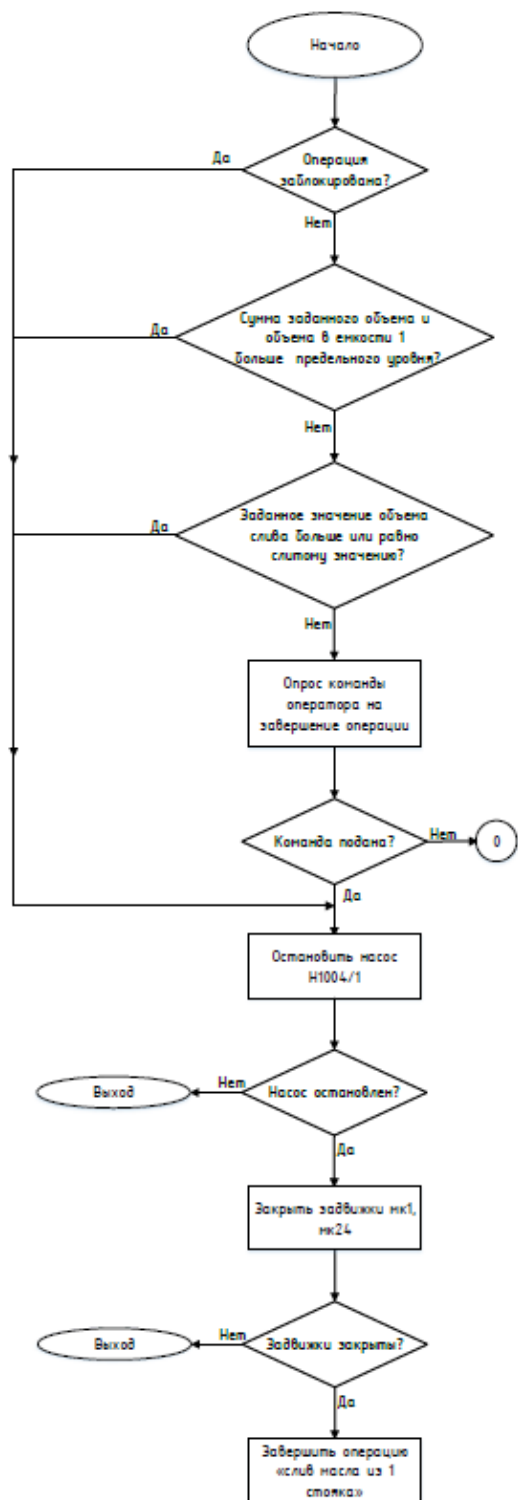 Начало
Да
Операция
заблокирована?
Нет
Да
Сумма заданного объема и
объема в емкости 1
больше предельного уровня?
Нет
Да
Заданное значение объема
слива больше или равно
слитому значению?
Нет
Опрос команды
оператора на
завершение операции
Команда подана?
Нет
0
Да
Остановить насос
Н1004/1
Выход
Нет
Насос остановлен?
Да
Закрыть задвижки мк1,
мк24
Выход
Нет
Задвижки закрыты?
Да
Завершить операцию
«слив масла из 1
стояка»